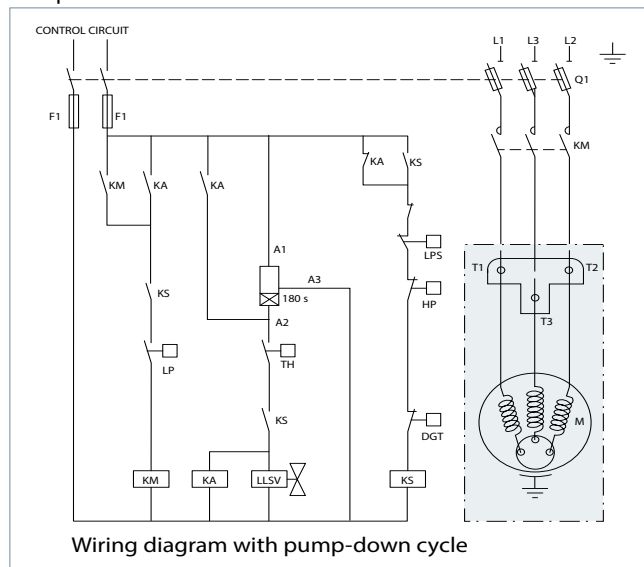 CONTROL CIRCUIT
L1 L3 L2
Q1
F1 F1
KM
KA KS
KM KA KA
LPS
A1
T1 T2
A3
180 s
HP
KS
T3
A2
LP
TH
KS
M
DGT
KM KA LLSV KS
Wiring diagram with pump-down cycle